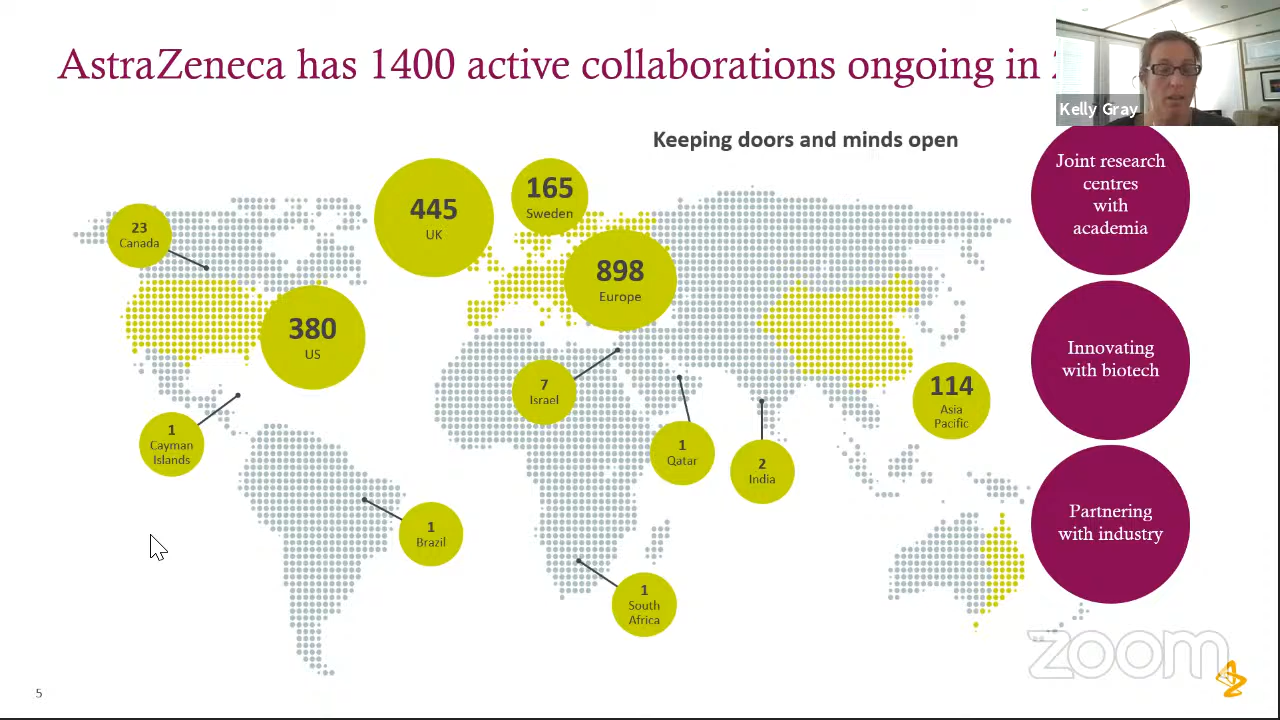 AstraZeneca has 1400 active collaborations ongoing in
Kelly Gray
Keeping doors and minds open
23
Canada
445
UK
165
Sweden
898
Europe
380
US
7
Israel
114
Asia
Pacific
1
Cayman
Islands
1
Qatar
2
India
1
Brazil
1
South
Africa
Joint research
centres
with
academia
Innovating
with biotech
Partnering
with industry
zoom
5